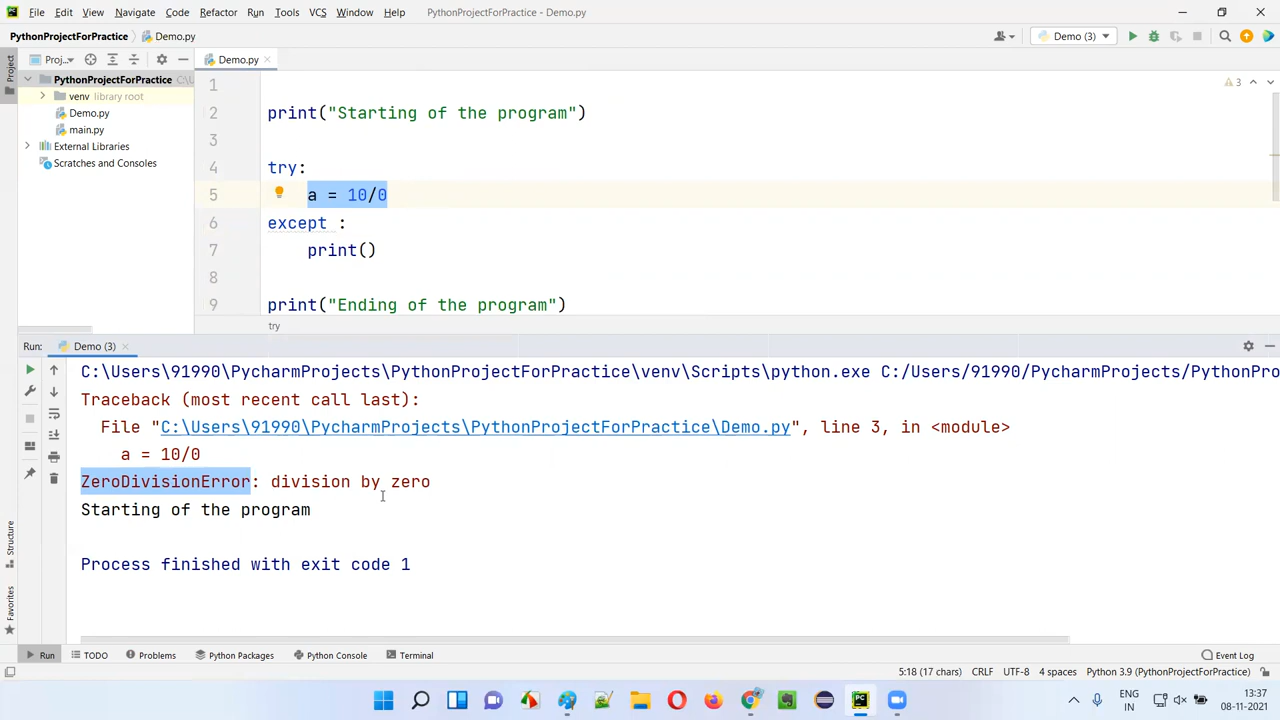 File Edit View Navigate Code Refactor Run Tools VCS Window Help PythonProjectForPractice - Demo.py
PythonProjectForPractice Demo.py Demo (3)
Proj... Demo.py
Project
PythonProjectForPractice C:\U
venv library root
Demo.py
main.py
External Libraries
Scratches and Consoles
3
1
2 print("Starting of the program")
3
4 try:
5 a = 10/0
6 except :
7 print()
8
9 print("Ending of the program")
try
Run: Demo (3)
C:\Users\91990\PycharmProjects\PythonProjectForPractice\venv\Scripts\python.exe C:/Users/91990/PycharmProjects/PythonPro
Traceback (most recent call last):
File "C:\Users\91990\PycharmProjects\PythonProjectForPractice\Demo.py", line 3, in <module>
a = 10/0
ZeroDivisionError: division by zero
Starting of the program
Process finished with exit code 1
Structure
Favorites
Run TODO Problems Python Packages Python Console Terminal Event Log
5:18 (17 chars) CRLF UTF-8 4 spaces Python 3.9 (PythonProjectForPractice)
PC
ENG
IN
13:37
08-11-2021